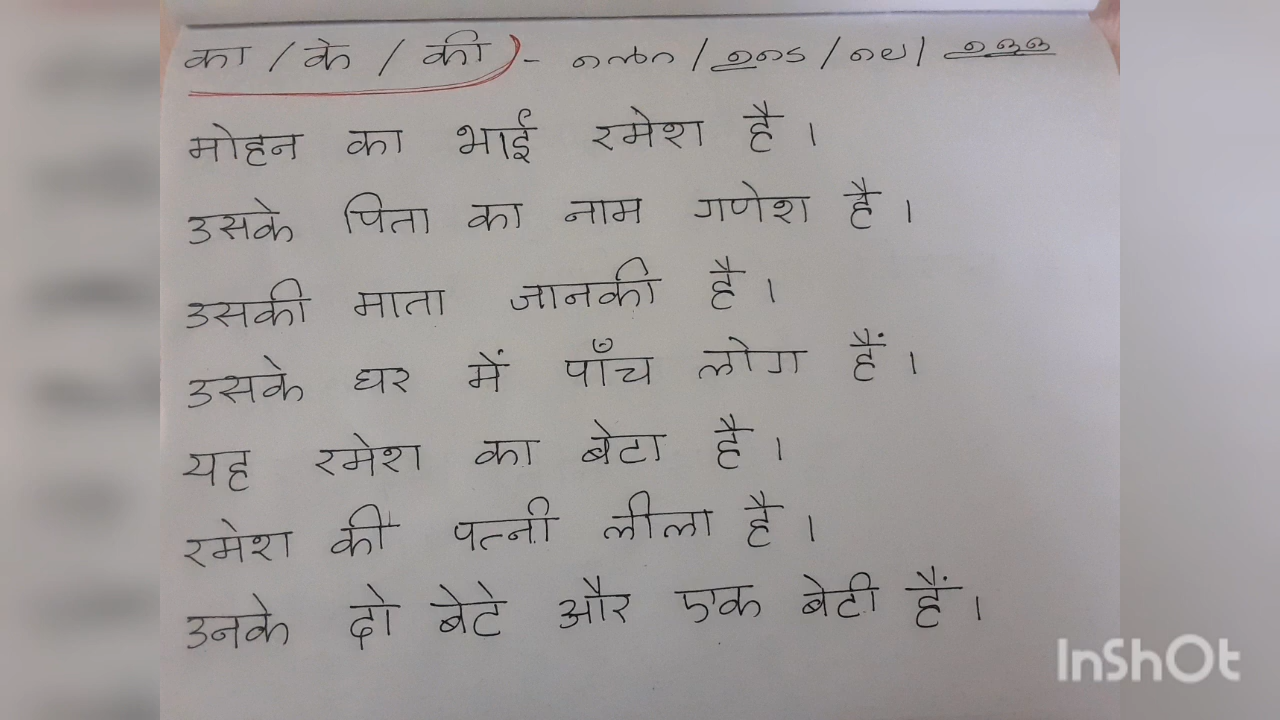 का / के / की -
मोहन का भाई रमेश है ।
उसके पिता का नाम गणेश है ।
उसकी माता जानकी है ।
उसके घर में पाँच लोग हैं ।
यह रमेश का बेटा है ।
रमेश की पत्नी लीला है ।
उनके दो बेटे और एक बेटी हैं ।
InShOt